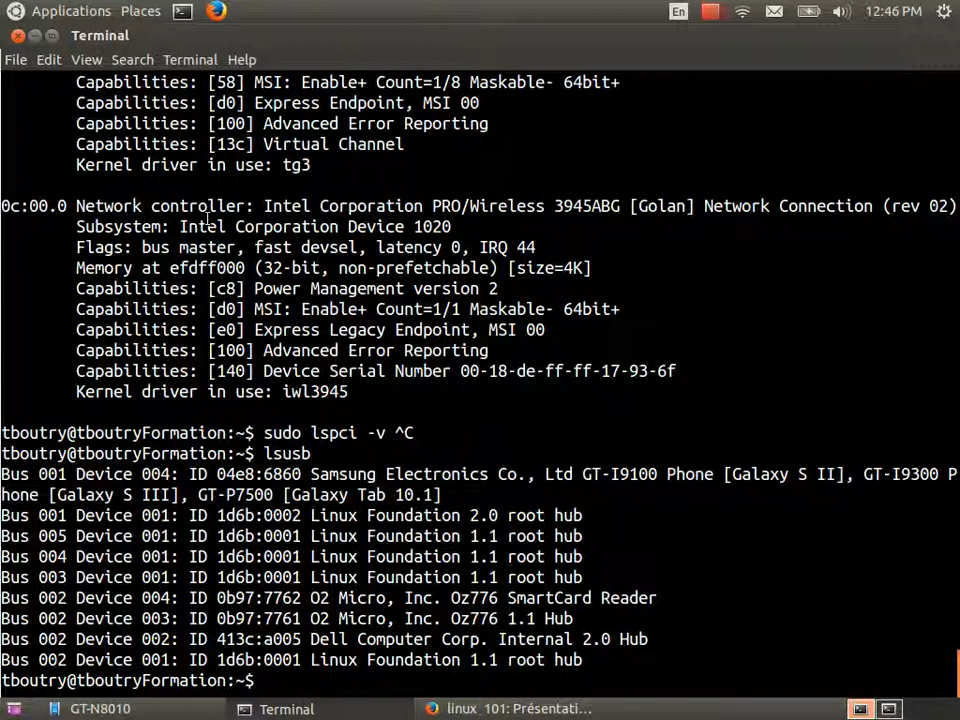 Applications Places En 12:46 PM
Terminal
File Edit View Search Terminal Help
Capabilities: [58] MSI: Enable+ Count=1/8 Maskable- 64bit+
Capabilities: [d0] Express Endpoint, MSI 00
Capabilities: [100] Advanced Error Reporting
Capabilities: [13c] Virtual Channel
Kernel driver in use: tg3
0c:00.0 Network controller: Intel Corporation PRO/Wireless 3945ABG [Golan] Network Connection (rev 02)
Subsystem: Intel Corporation Device 1020
Flags: bus master, fast devsel, latency 0, IRQ 44
Memory at efdff000 (32-bit, non-prefetchable) [size=4K]
Capabilities: [c8] Power Management version 2
Capabilities: [d0] MSI: Enable+ Count=1/1 Maskable- 64bit+
Capabilities: [e0] Express Legacy Endpoint, MSI 00
Capabilities: [100] Advanced Error Reporting
Capabilities: [140] Device Serial Number 00-18-de-ff-ff-17-93-6f
Kernel driver in use: iwl3945
tboutry@tboutryFormation:~$ sudo lspci -v ^C
tboutry@tboutryFormation:~$ lsusb
Bus 001 Device 004: ID 04e8:6860 Samsung Electronics Co., Ltd GT-I9100 Phone [Galaxy S II], GT-I9300 P
hone [Galaxy S III], GT-P7500 [Galaxy Tab 10.1]
Bus 001 Device 001: ID 1d6b:0002 Linux Foundation 2.0 root hub
Bus 005 Device 001: ID 1d6b:0001 Linux Foundation 1.1 root hub
Bus 004 Device 001: ID 1d6b:0001 Linux Foundation 1.1 root hub
Bus 003 Device 001: ID 1d6b:0001 Linux Foundation 1.1 root hub
Bus 002 Device 004: ID 0b97:7762 O2 Micro, Inc. Oz776 SmartCard Reader
Bus 002 Device 003: ID 0b97:7761 O2 Micro, Inc. Oz776 1.1 Hub
Bus 002 Device 002: ID 413c:a005 Dell Computer Corp. Internal 2.0 Hub
Bus 002 Device 001: ID 1d6b:0001 Linux Foundation 1.1 root hub
tboutry@tboutryFormation:~$
GT-N8010 Terminal linux_101: Présentati...